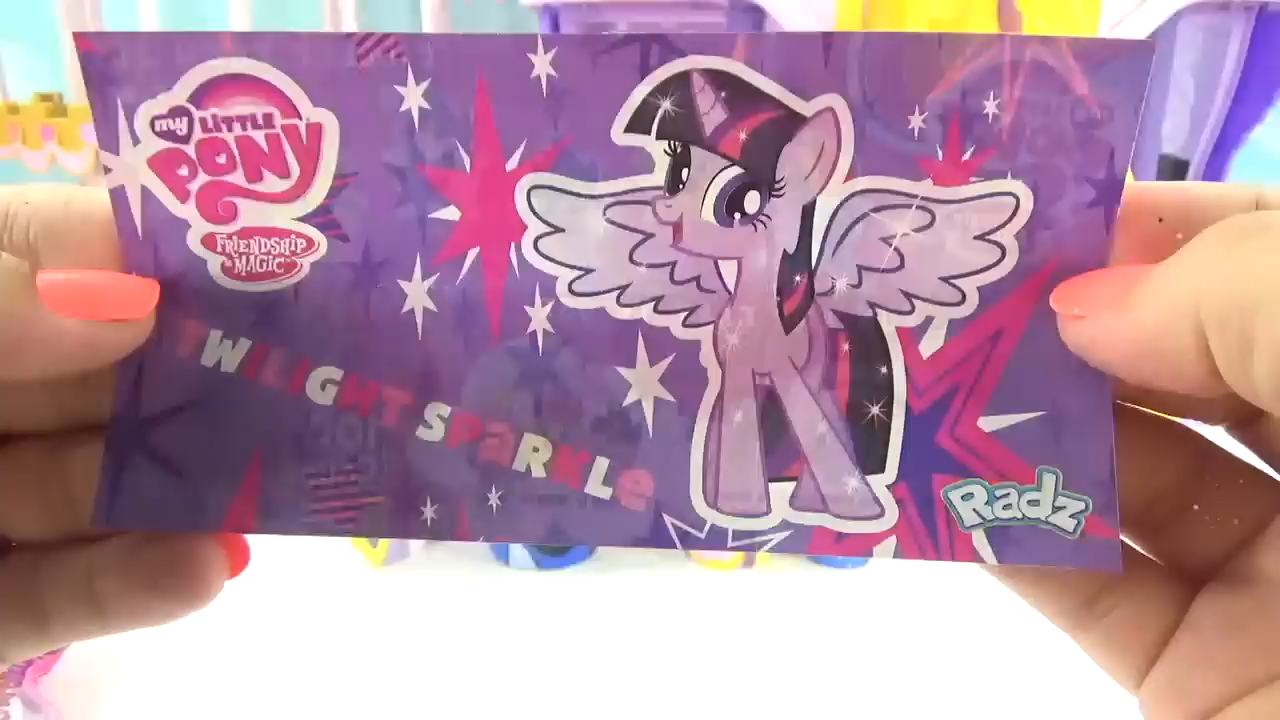 my LITTLE
PONY
FRIENDSHIP
IS MAGIC
TWILIGHT SPaRKLe
Radz